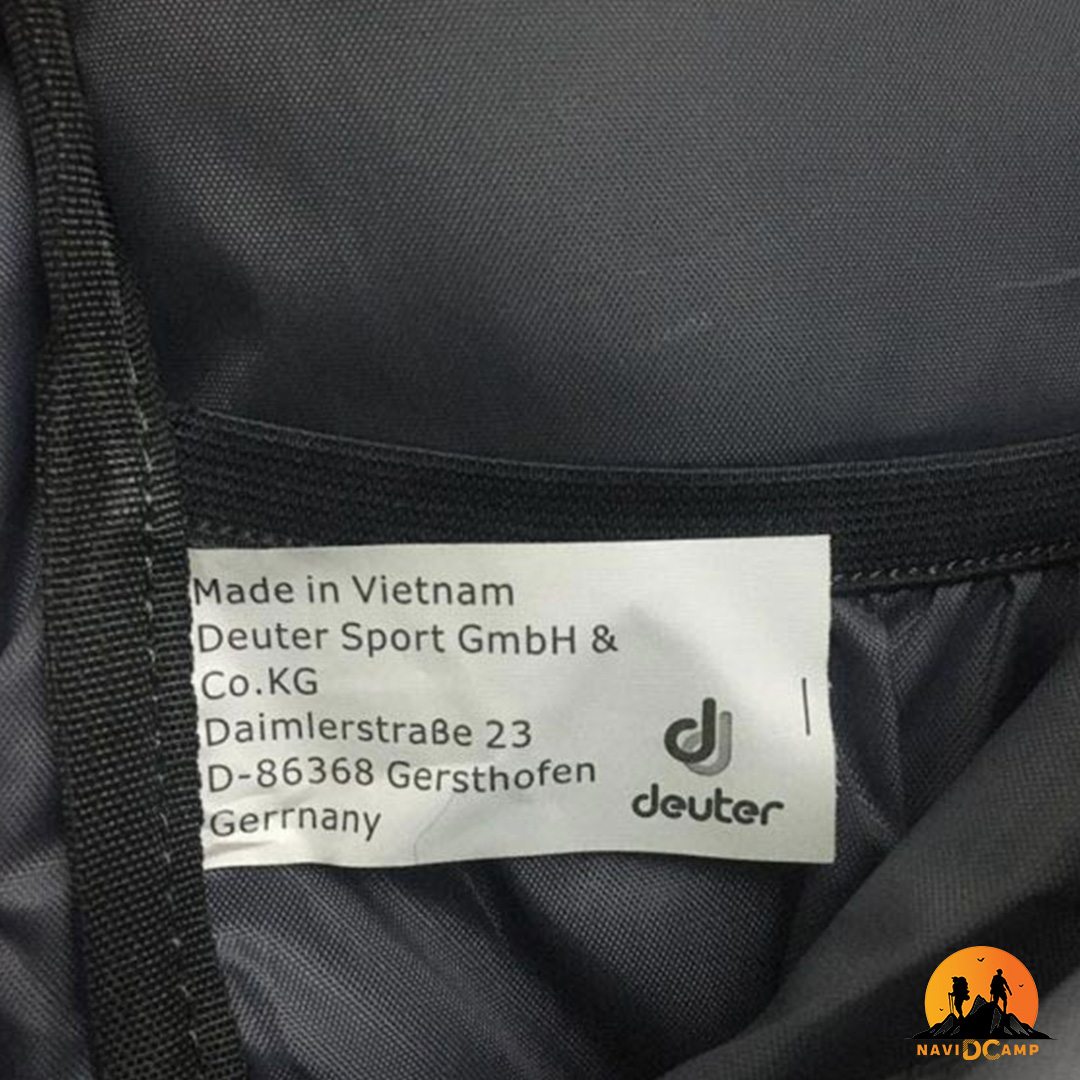 Made in Vietnam
Deuter Sport GmbH &
Co.KG
Daimlerstraße 23
D-86368 Gersthofen
Gerrnany
deuter
NAVIDCAMP